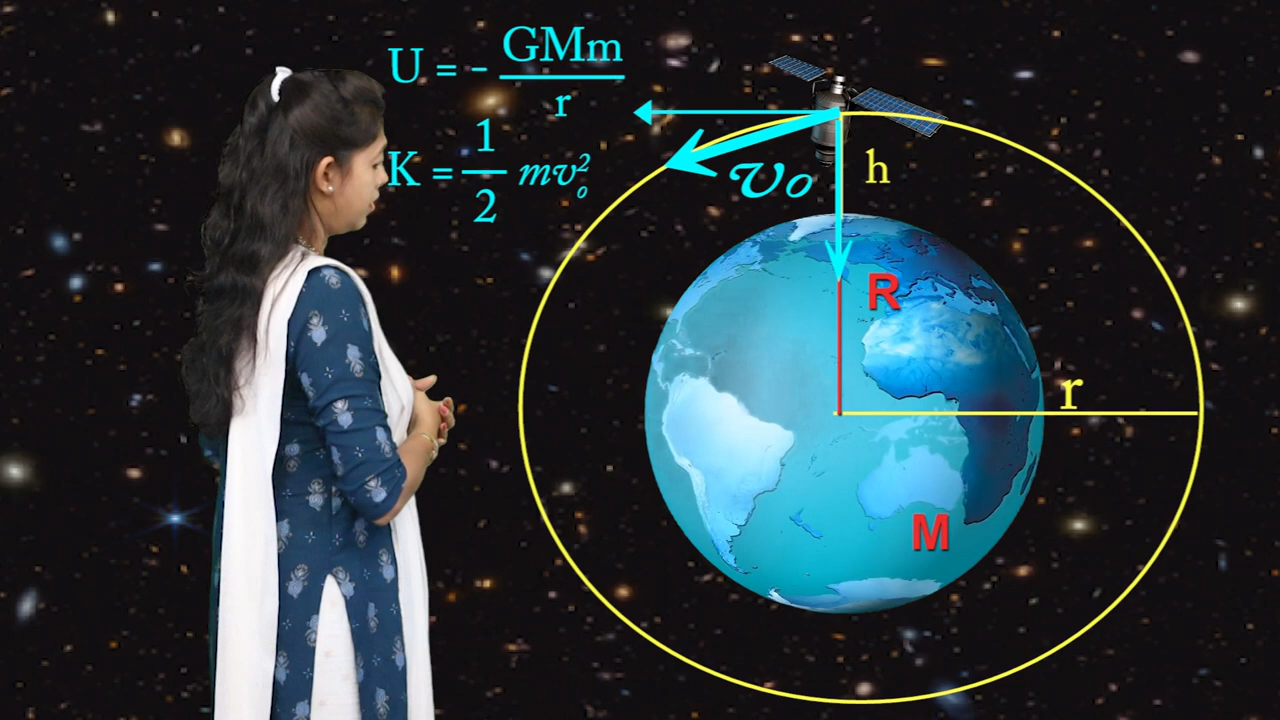 U = - GMm
r
K = 1
2 mv₀²
v₀
h
R
r
M